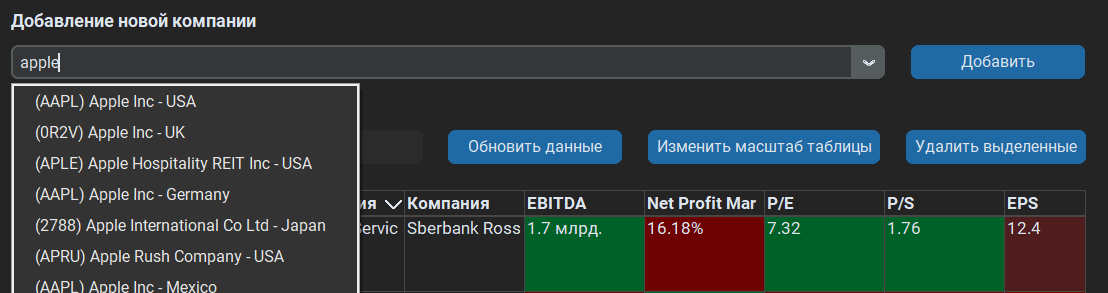 Добавление новой компании
apple
Добавить
(AAPL) Apple Inc - USA
(0R2V) Apple Inc - UK
(APLE) Apple Hospitality REIT Inc - USA
(AAPL) Apple Inc - Germany
(2788) Apple International Co Ltd - Japan
(APRU) Apple Rush Company - USA
(AAPL) Apple Inc - Mexico
Обновить данные Изменить масштаб таблицы Удалить выделенные
ия Компания EBITDA Net Profit Mar P/E P/S EPS
Servic Sberbank Ross 1.7 млрд. 16.18% 7.32 1.76 12.4